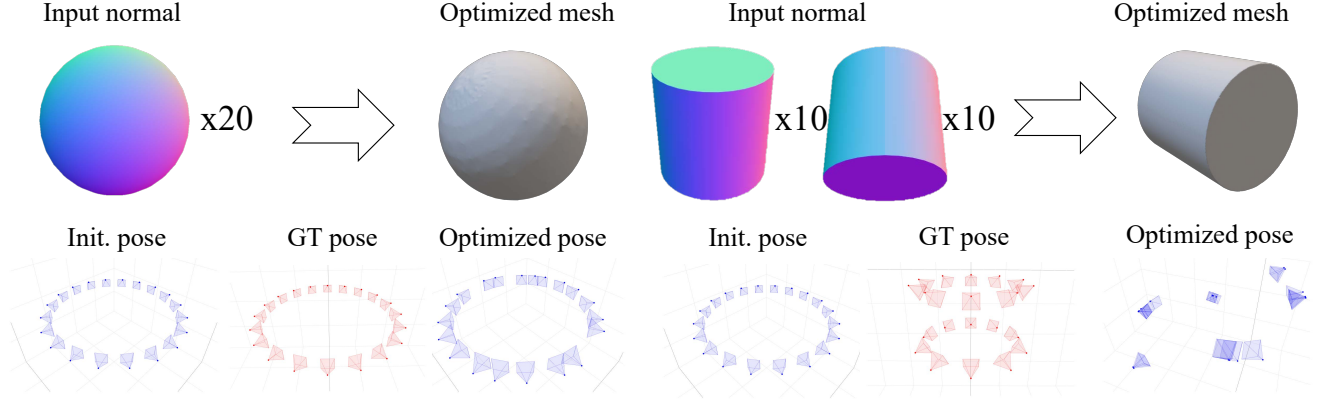 Input normal
Optimized mesh
Input normal
Optimized mesh
x20
x10
x10
Init. pose
GT pose
Optimized pose
Init. pose
GT pose
Optimized pose